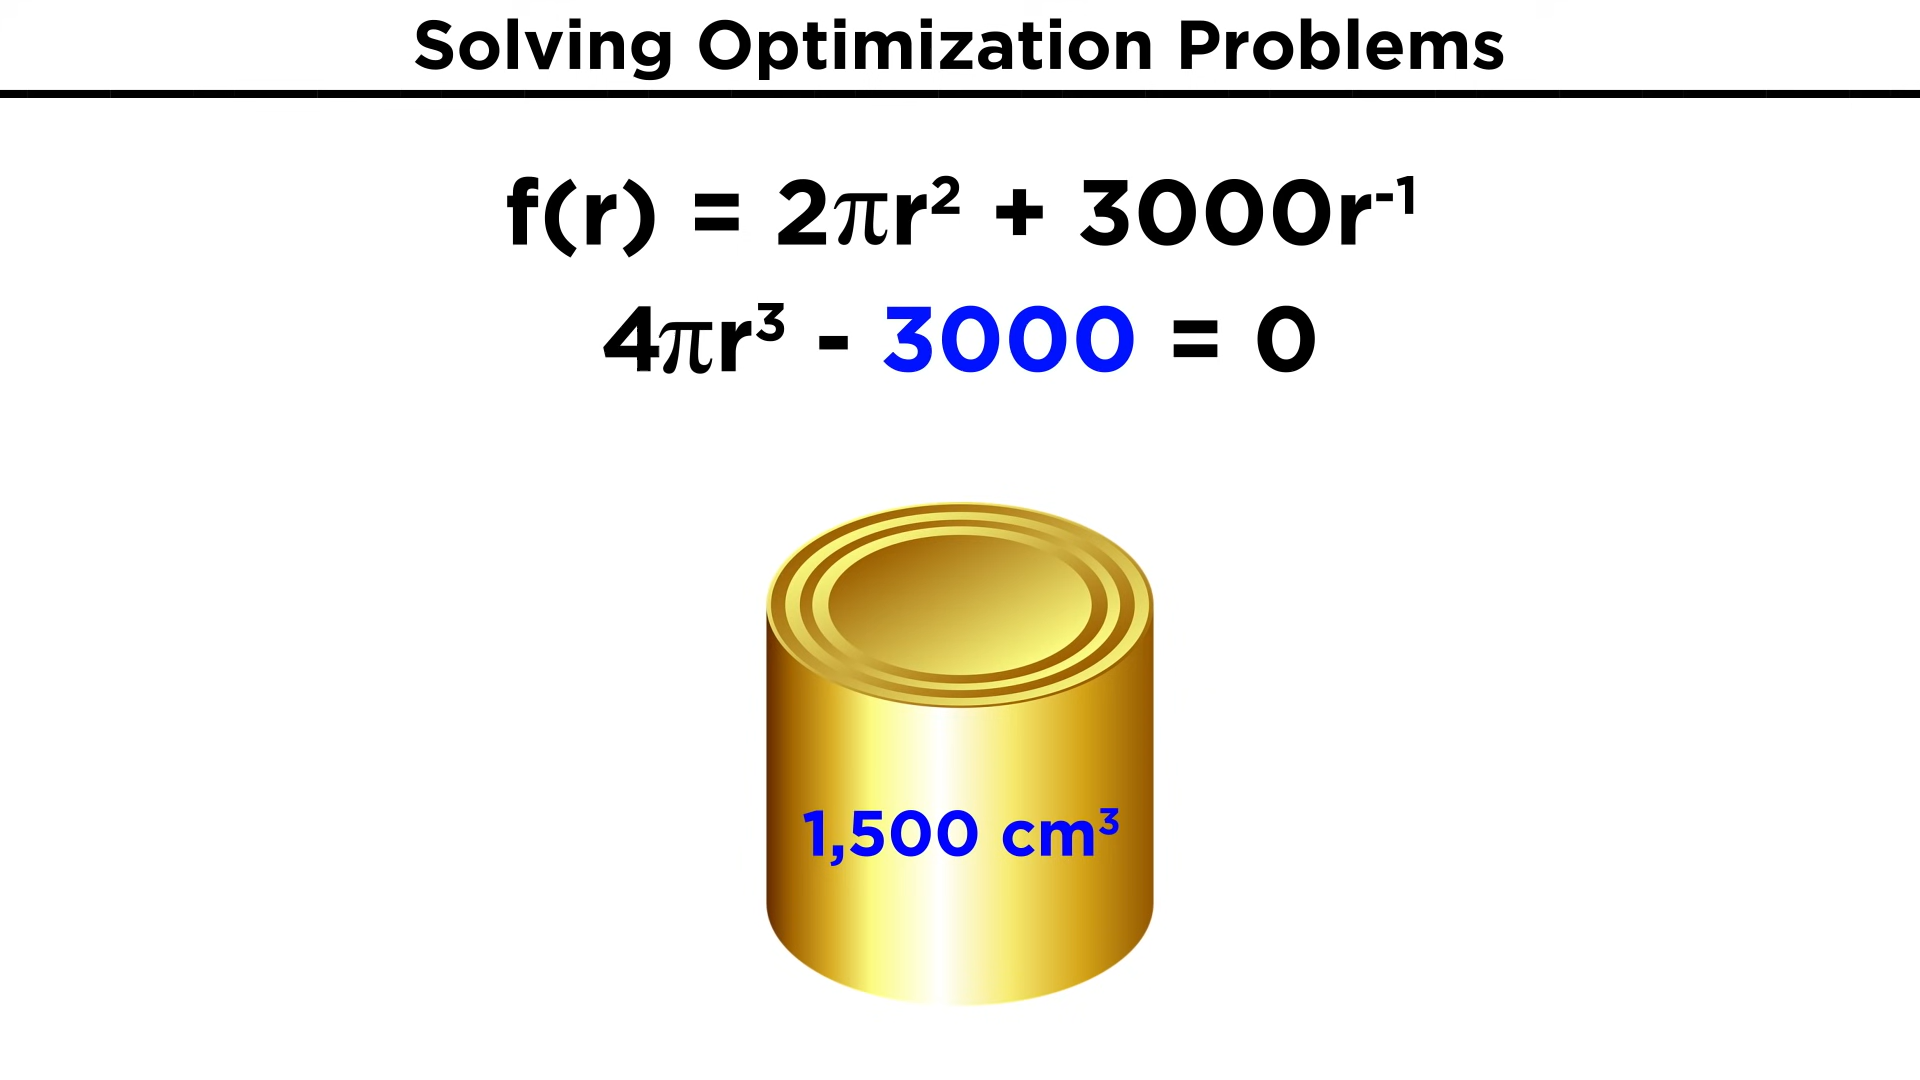 Solving Optimization Problems
f(r) = 2πr² + 3000r⁻¹
4πr³ - 3000 = 0
1,500 cm³